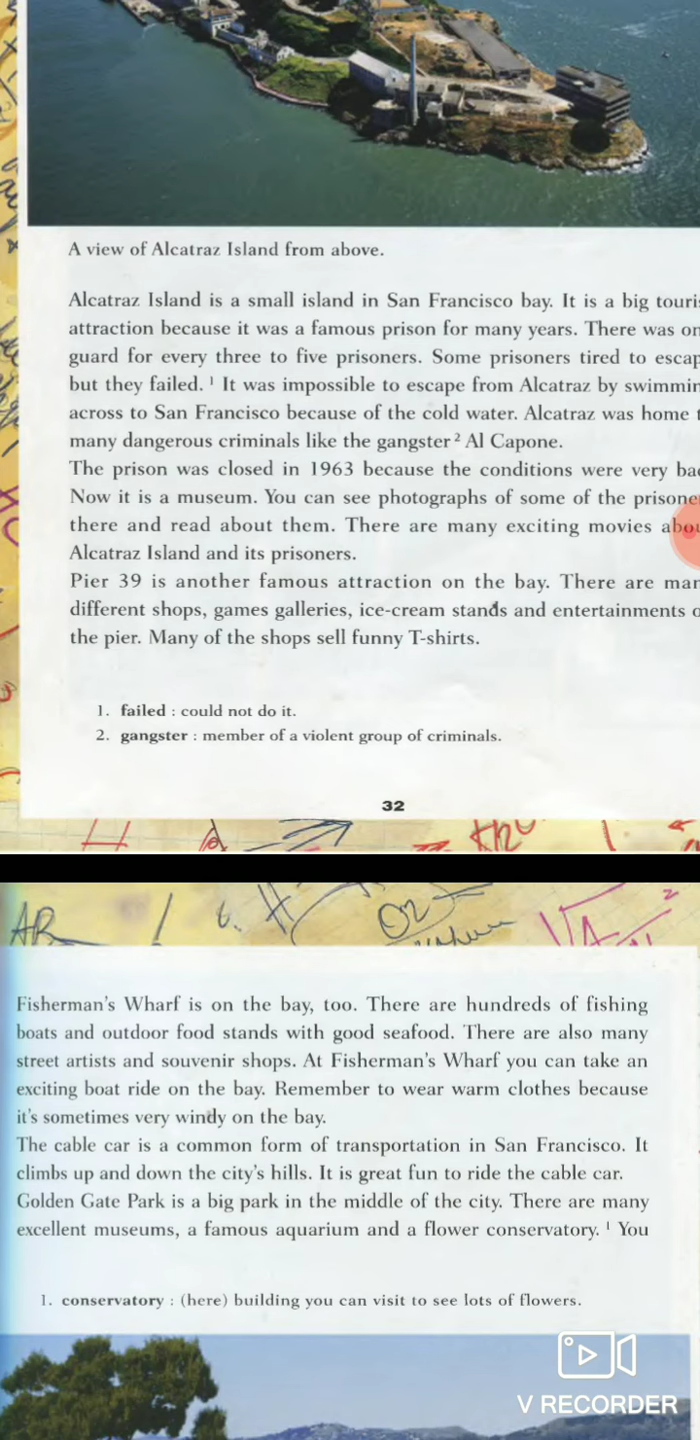 A view of Alcatraz Island from above.
Alcatraz Island is a small island in San Francisco bay. It is a big
attraction because it was a famous prison for many years. There was
guard for every three to five prisoners. Some prisoners tired to
but they failed. 1 It was impossible to escape from Alcatraz by
across to San Francisco because of the cold water. Alcatraz was home
many dangerous criminals like the gangster 2 Al Capone.
The prison was closed in 1963 because the conditions were very
Now it is a museum. You can see photographs of some of the
there and read about them. There are many exciting movies
Alcatraz Island and its prisoners.
Pier 39 is another famous attraction on the bay. There are
different shops, games galleries, ice-cream stands and entertainments
the pier. Many of the shops sell funny T-shirts.
1. failed : could not do it.
2. gangster : member of a violent group of criminals.
32
Fisherman's Wharf is on the bay, too. There are hundreds of fishing
boats and outdoor food stands with good seafood. There are also many
street artists and souvenir shops. At Fisherman's Wharf you can take an
exciting boat ride on the bay. Remember to wear warm clothes because
it's sometimes very windy on the bay.
The cable car is a common form of transportation in San Francisco. It
climbs up and down the city's hills. It is great fun to ride the cable car.
Golden Gate Park is a big park in the middle of the city. There are many
excellent museums, a famous aquarium and a flower conservatory. 1 You
1. conservatory : (here) building you can visit to see lots of flowers.
V RECORDER